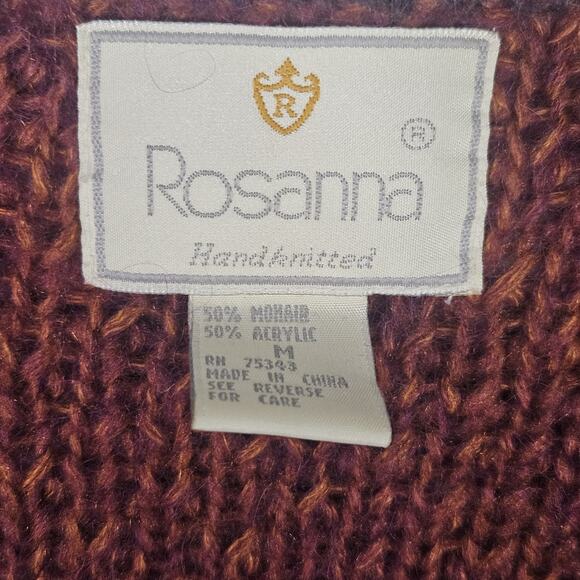 R
®
Rosanna
Handknitted
50% MOHAIR
50% ACRYLIC
M
RN 75343
MADE IN CHINA
SEE REVERSE
FOR CARE